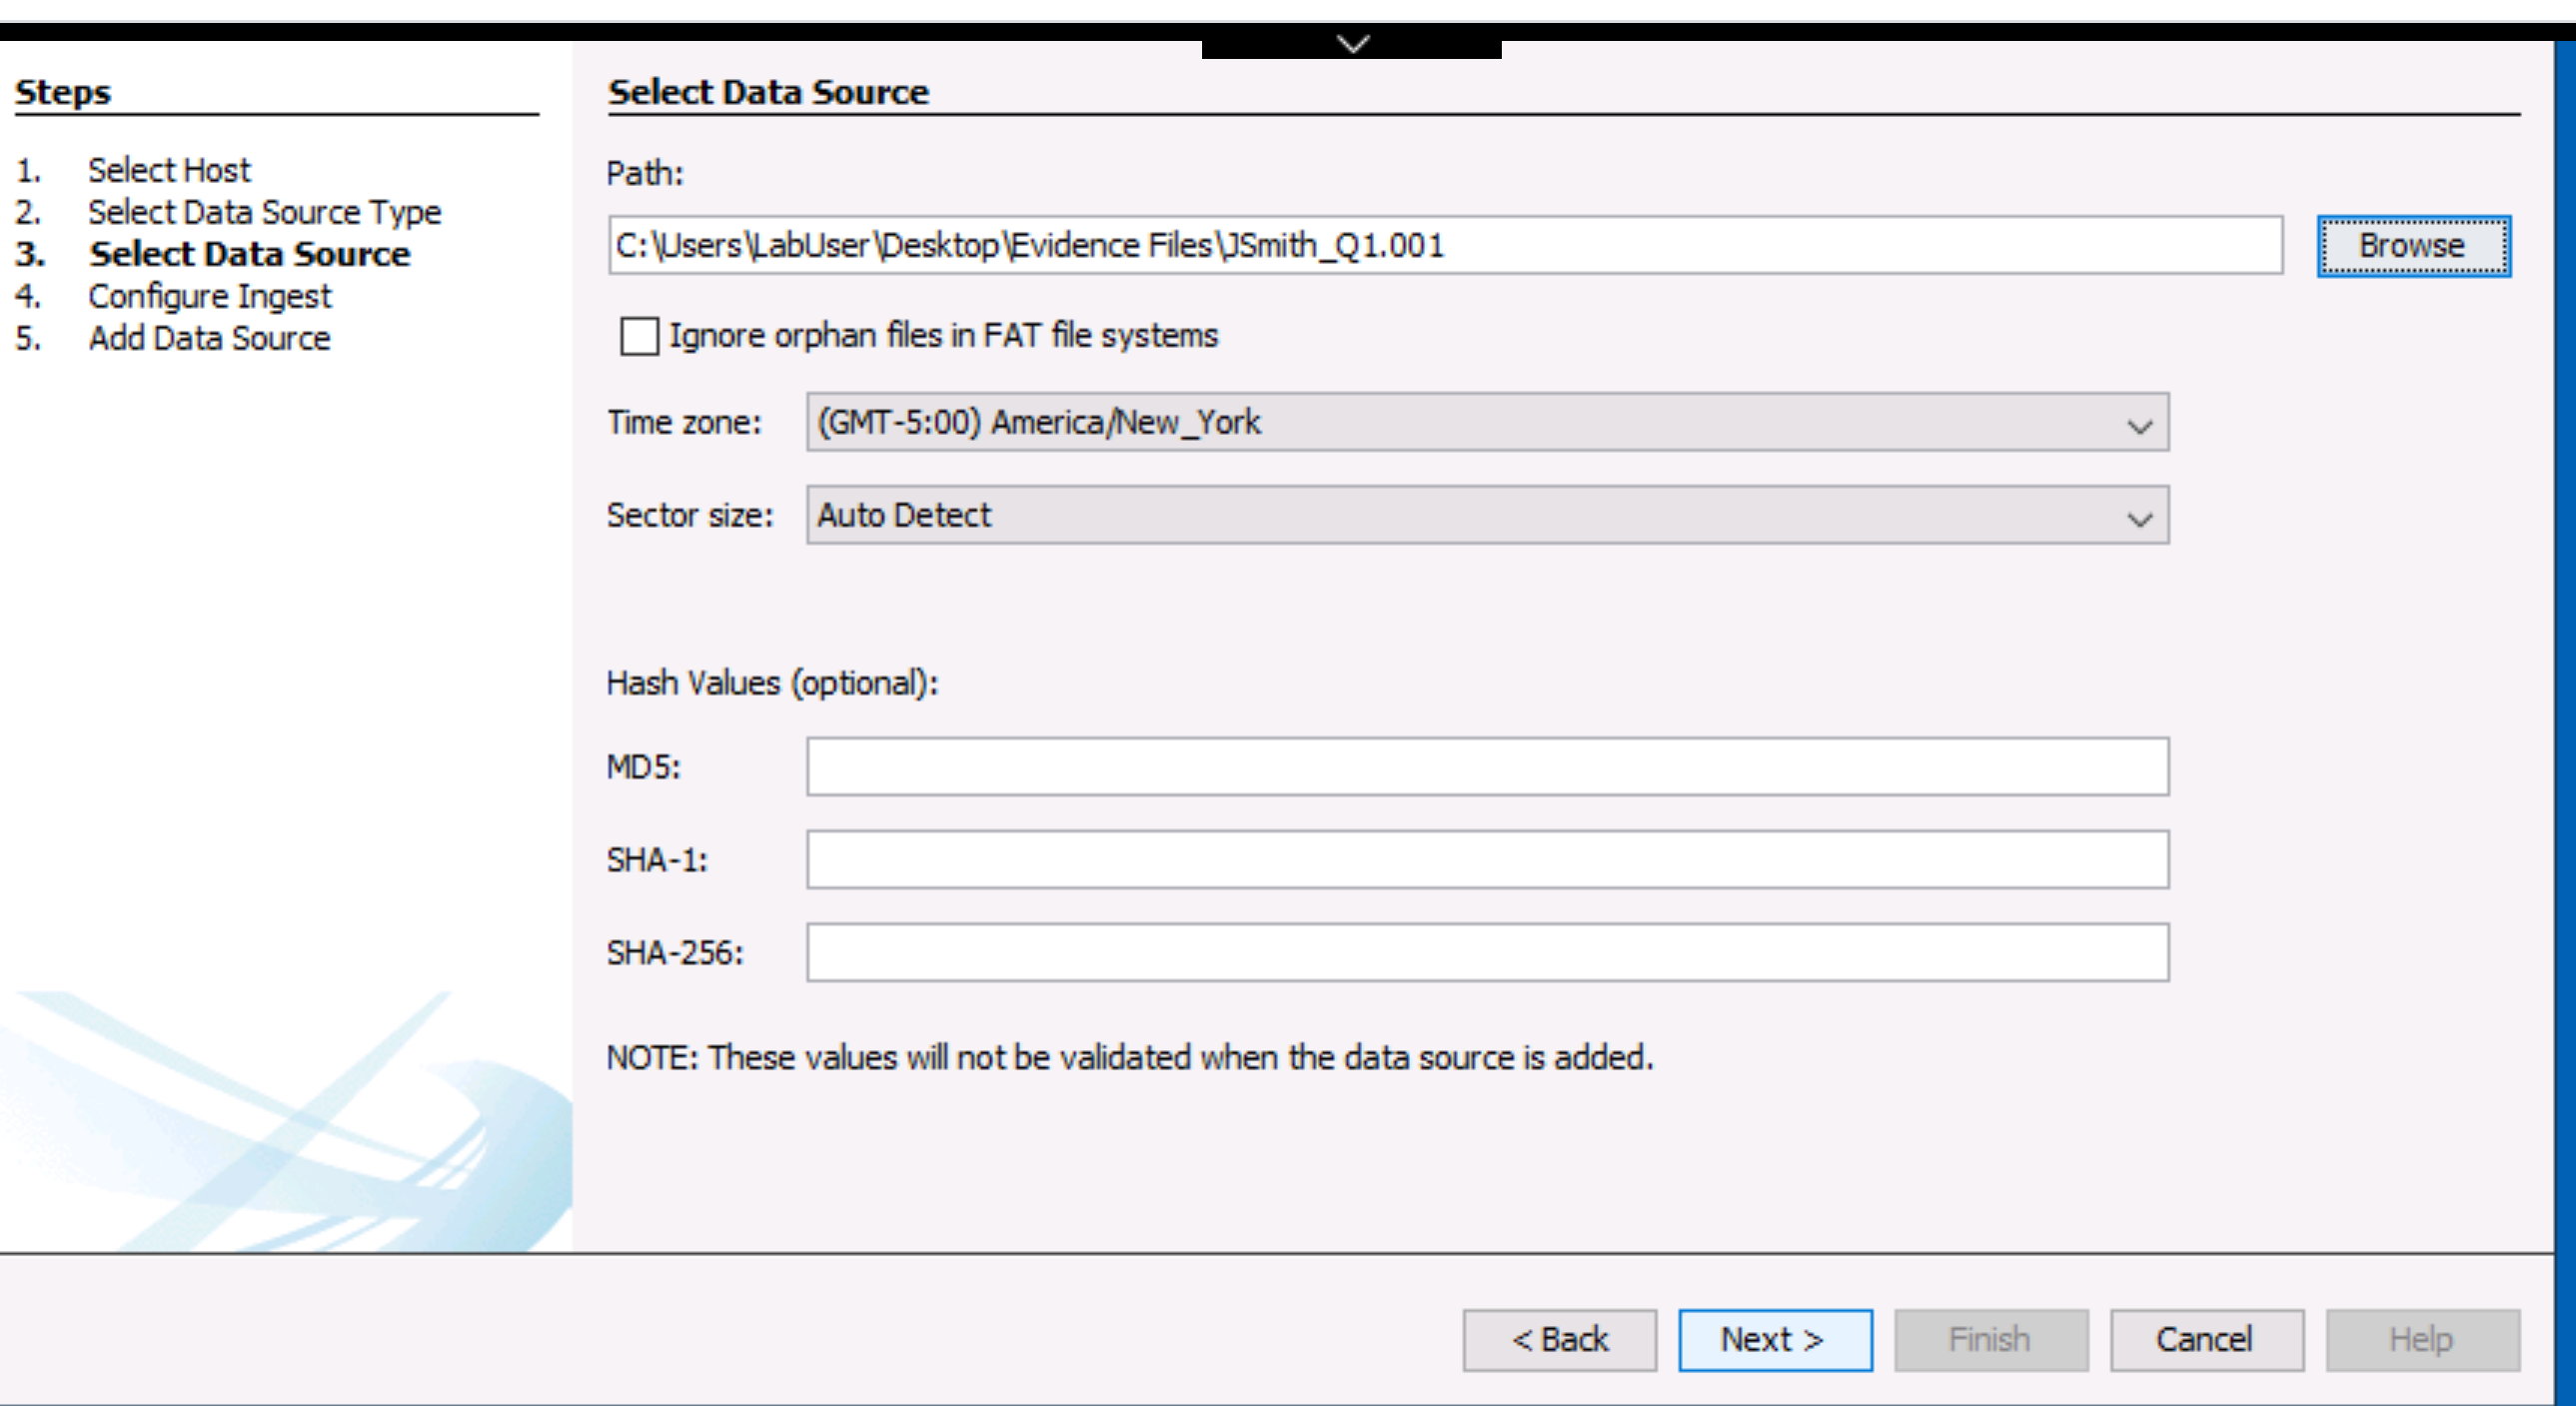 Steps
1. Select Host
2. Select Data Source Type
3. Select Data Source
4. Configure Ingest
5. Add Data Source
Select Data Source
Path:
C:\Users\LabUser\Desktop\Evidence Files\JSmith_Q1.001
Browse
Ignore orphan files in FAT file systems
Time zone: (GMT-5:00) America/New_York
Sector size: Auto Detect
Hash Values (optional):
MD5:
SHA-1:
SHA-256:
NOTE: These values will not be validated when the data source is added.
< Back Next > Finish Cancel Help